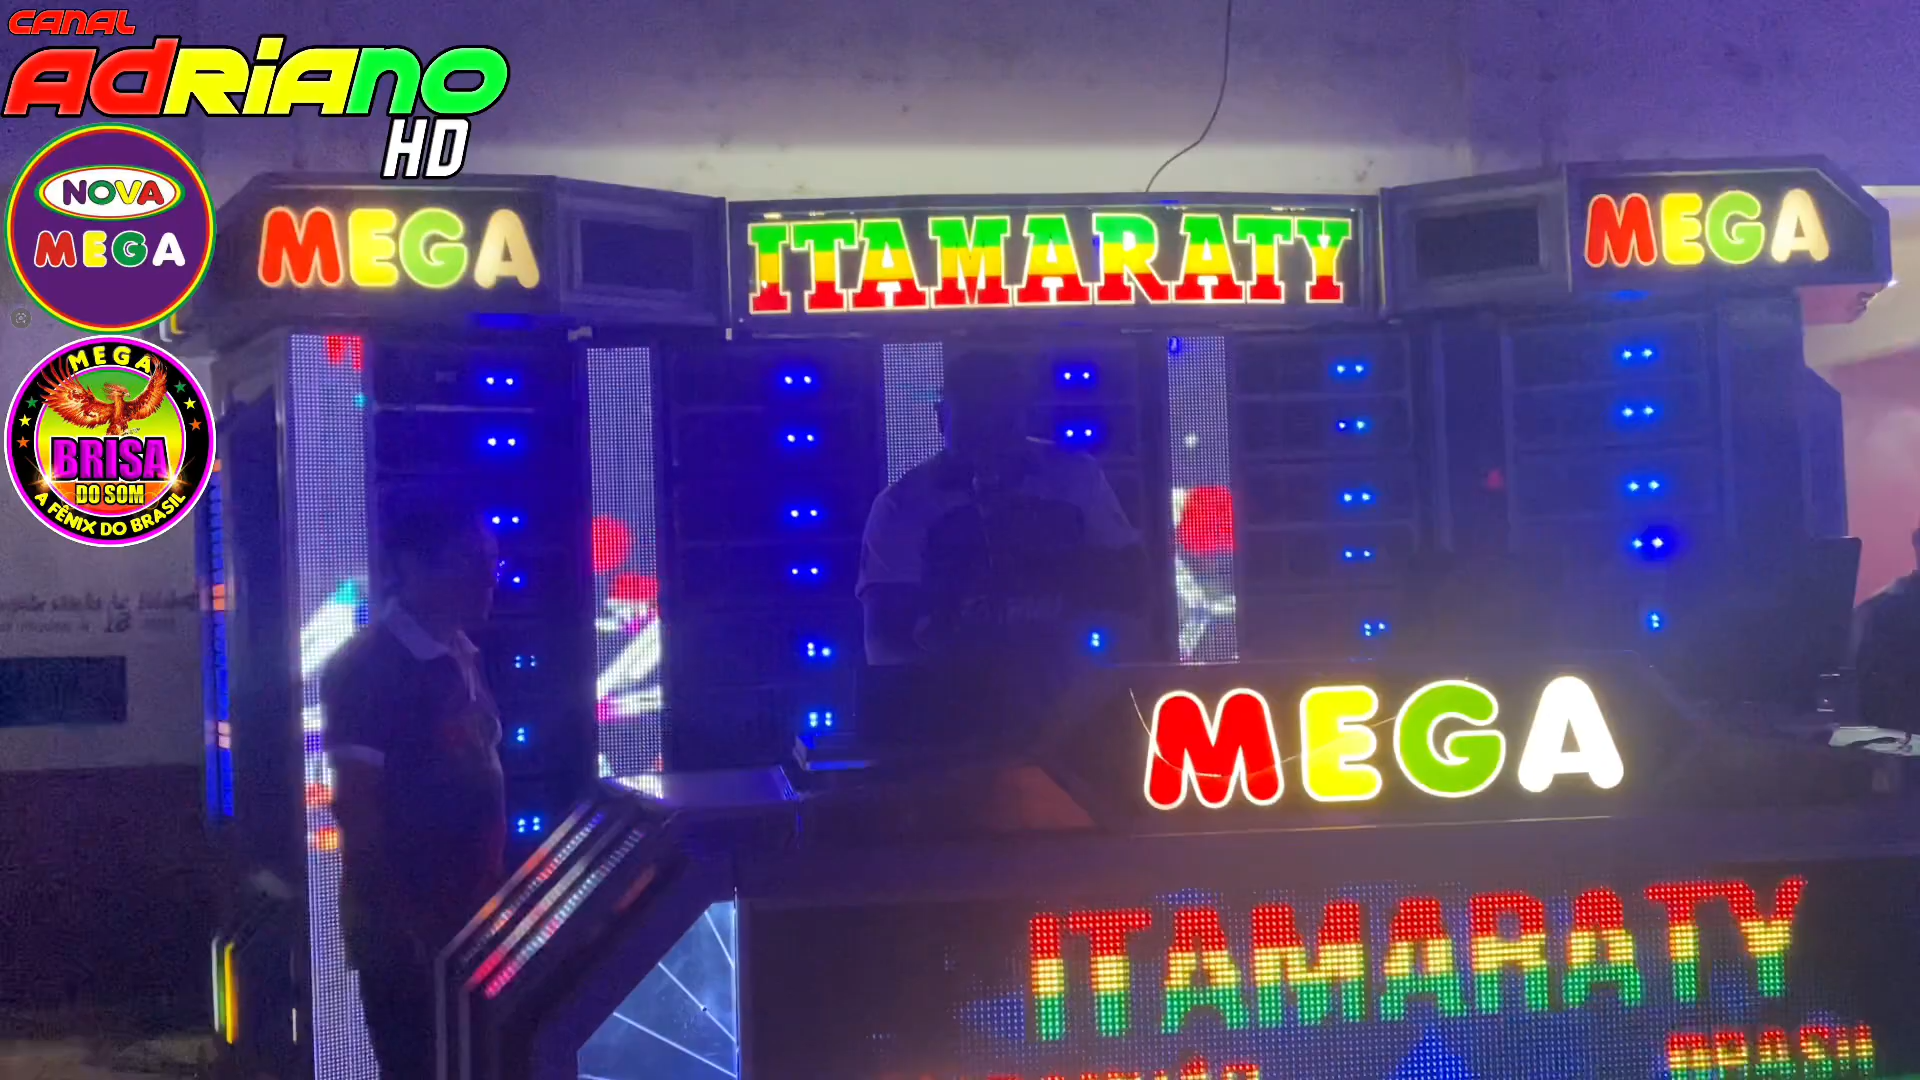 CANAL
ADRIANO
HD
NOVA
MEGA
MEGA
BRISA
DO SOM
A FÊNIX DO BRASIL
MEGA
ITAMARATY
MEGA
MEGA
ITAMARATY
BRASIL